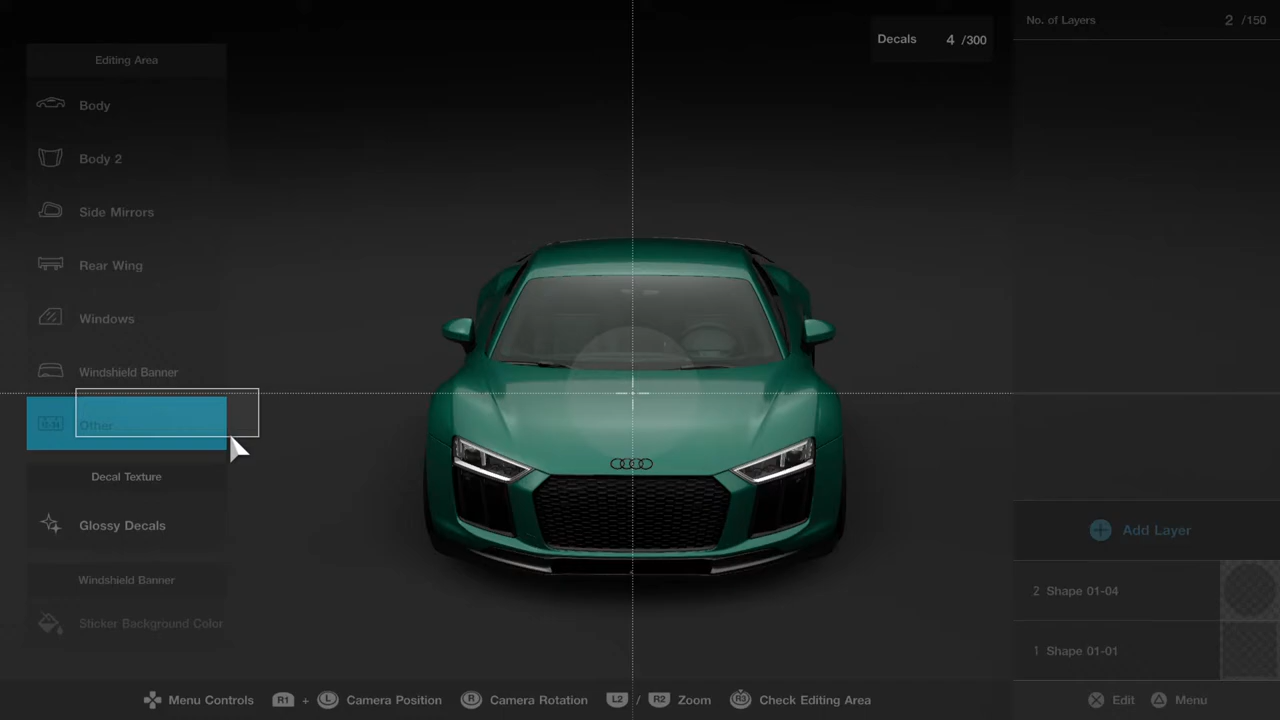 No. of Layers 2 /150
Decals 4 /300
Editing Area
Body
Body 2
Side Mirrors
Rear Wing
Windows
Windshield Banner
Other
Decal Texture
Glossy Decals
Windshield Banner
Sticker Background Color
Add Layer
2 Shape 01-04
1 Shape 01-01
Menu Controls R1 + L Camera Position R Camera Rotation L2 / R2 Zoom R3 Check Editing Area Edit Menu